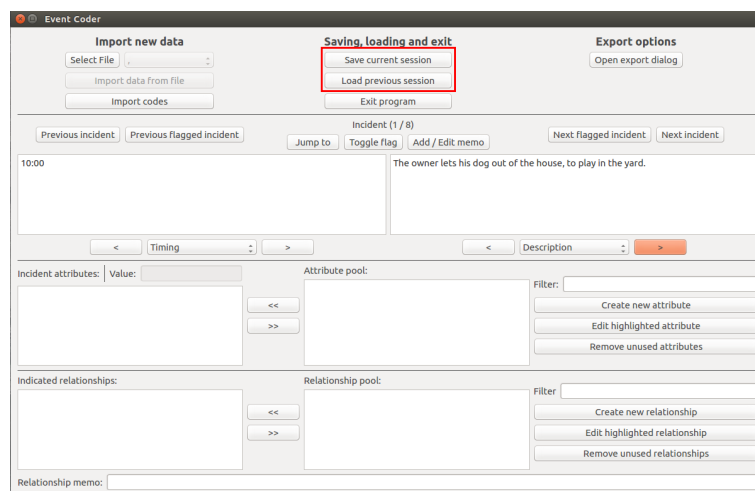 Event Coder
Import new data
Saving, loading and exit
Export options
Select File
,
Save current session
Open export dialog
Import data from file
Load previous session
Import codes
Exit program
Incident (1 / 8)
Previous incident
Previous flagged incident
Jump to
Toggle flag
Add / Edit memo
Next flagged incident
Next incident
10:00
The owner lets his dog out of the house, to play in the yard.
<
Timing
>
<
Description
>
Incident attributes:
Value:
Attribute pool:
Filter:
<<
Create new attribute
>>
Edit highlighted attribute
Remove unused attributes
Indicated relationships:
Relationship pool:
Filter
<<
Create new relationship
>>
Edit highlighted relationship
Remove unused relationships
Relationship memo: